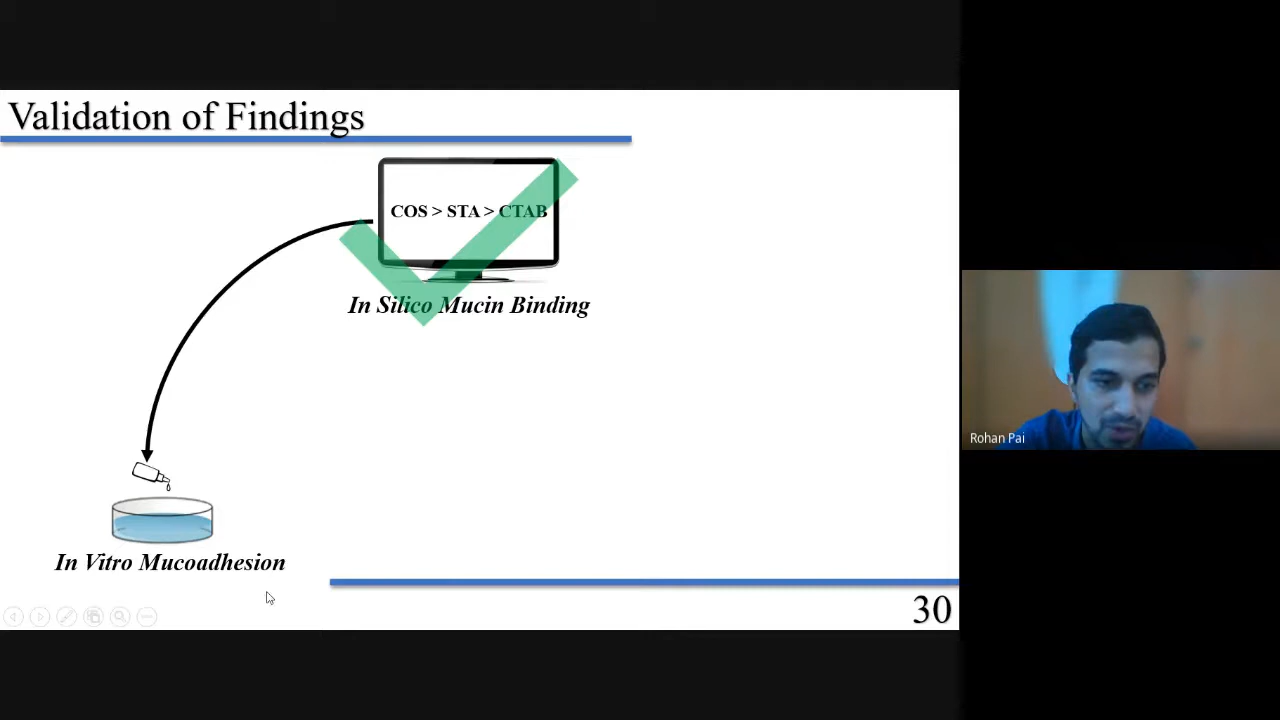 Validation of Findings
COS > STA > CTAB
In Silico Mucin Binding
In Vitro Mucoadhesion
30
Rohan Pai